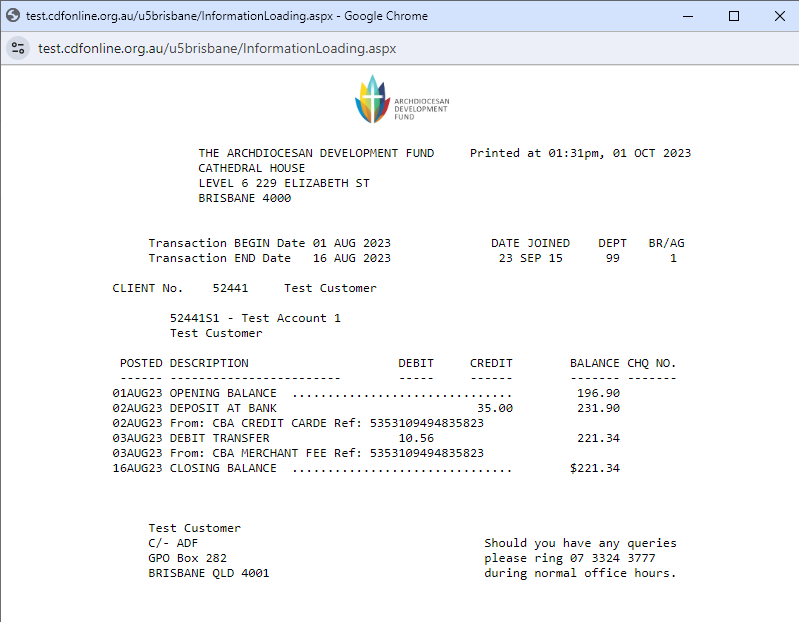 test.cdfonline.org.au/u5brisbane/InformationLoading.aspx - Google Chrome
test.cdfonline.org.au/u5brisbane/InformationLoading.aspx
ARCHDIOCESAN
DEVELOPMENT
FUND
THE ARCHDIOCESAN DEVELOPMENT FUND Printed at 01:31pm, 01 OCT 2023
CATHEDRAL HOUSE
LEVEL 6 229 ELIZABETH ST
BRISBANE 4000
Transaction BEGIN Date 01 AUG 2023 DATE JOINED DEPT BR/AG
Transaction END Date 16 AUG 2023 23 SEP 15 99 1
CLIENT No. 52441 Test Customer
52441S1 - Test Account 1
Test Customer
POSTED DESCRIPTION DEBIT CREDIT BALANCE CHQ NO.
------ ------------------------ ----- ------ ------- -------
01AUG23 OPENING BALANCE ............................... 196.90
02AUG23 DEPOSIT AT BANK 35.00 231.90
02AUG23 From: CBA CREDIT CARDE Ref: 5353109494835823
03AUG23 DEBIT TRANSFER 10.56 221.34
03AUG23 From: CBA MERCHANT FEE Ref: 5353109494835823
16AUG23 CLOSING BALANCE ............................... $221.34
Test Customer
C/- ADF Should you have any queries
GPO Box 282 please ring 07 3324 3777
BRISBANE QLD 4001 during normal office hours.